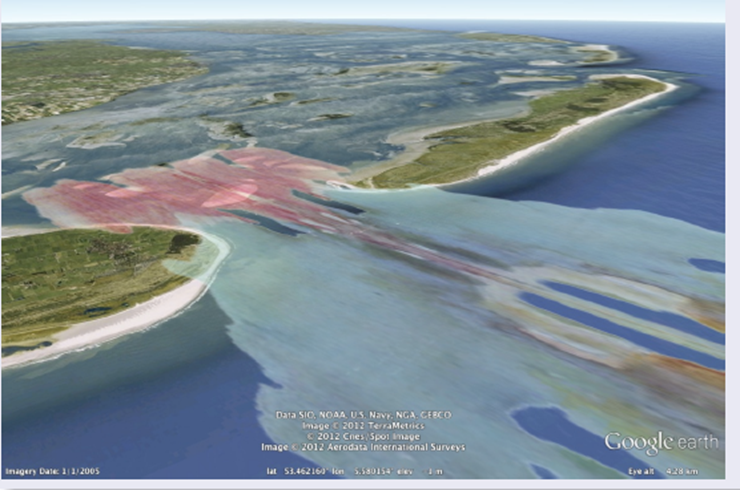 Data SIO, NOAA, U.S. Navy, NGA, GEBCO
Image © 2012 TerraMetrics
© 2012 Cnes/Spot Image
Image © 2012 Aerodata International Surveys
Google earth
Imagery Date: 1/1/2005
lat 53.462160° lon 5.580154° elev 1 m
Eye alt 4.28 km